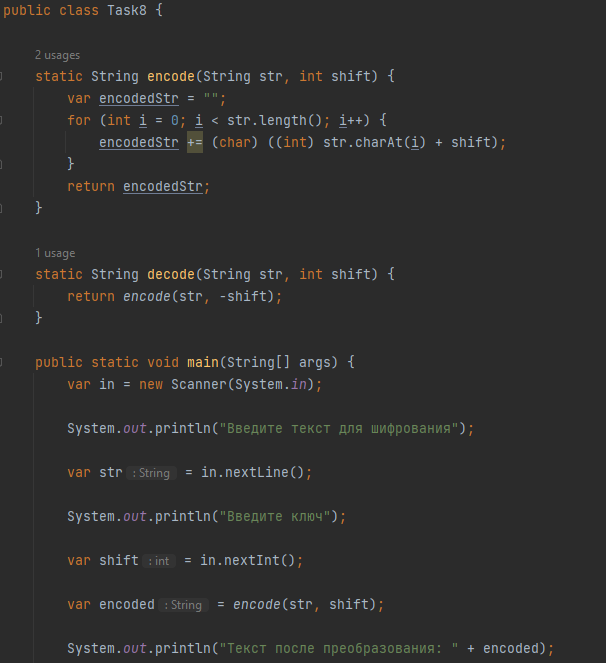 public class Task8 {
2 usages
static String encode(String str, int shift) {
var encodedStr = "";
for (int i = 0; i < str.length(); i++) {
encodedStr += (char) ((int) str.charAt(i) + shift);
}
return encodedStr;
}
1 usage
static String decode(String str, int shift) {
return encode(str, -shift);
}
public static void main(String[] args) {
var in = new Scanner(System.in);
System.out.println("Введите текст для шифрования");
var str : String = in.nextLine();
System.out.println("Введите ключ");
var shift : int = in.nextInt();
var encoded : String = encode(str, shift);
System.out.println("Текст после преобразования: " + encoded);